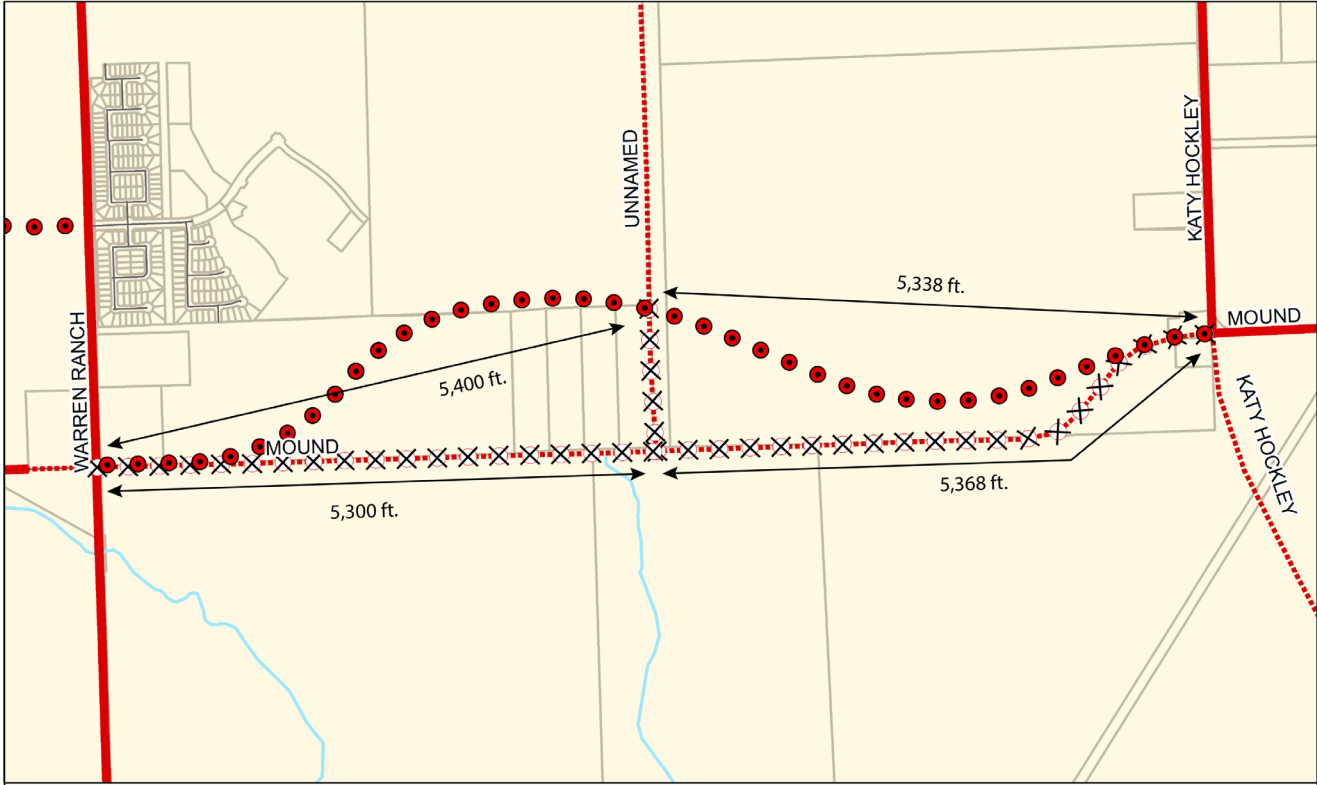 UNNAMED
KATY HOCKLEY
5,338 ft.
MOUND
WARREN RANCH
5,400 ft.
KATY HOCKLEY
MOUND
5,368 ft.
5,300 ft.